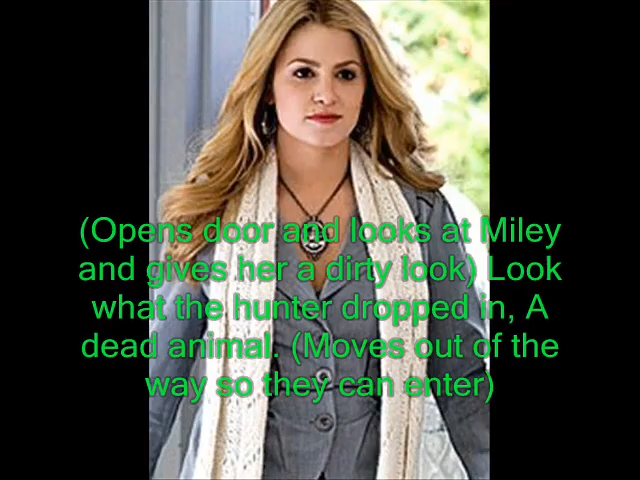 (Opens door and looks at Miley
and gives her a dirty look) Look
what the hunter dropped in, A
dead animal. (Moves out of the
way so they can enter)